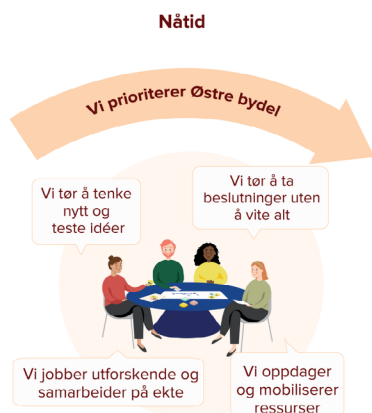 Nåtid
Vi prioriterer Østre bydel
Vi tør å tenke
nytt og
teste idéer
Vi tør å ta
beslutninger uten
å vite alt
Vi jobber utforskende og
samarbeider på ekte
Vi oppdager
og mobiliserer
ressurser